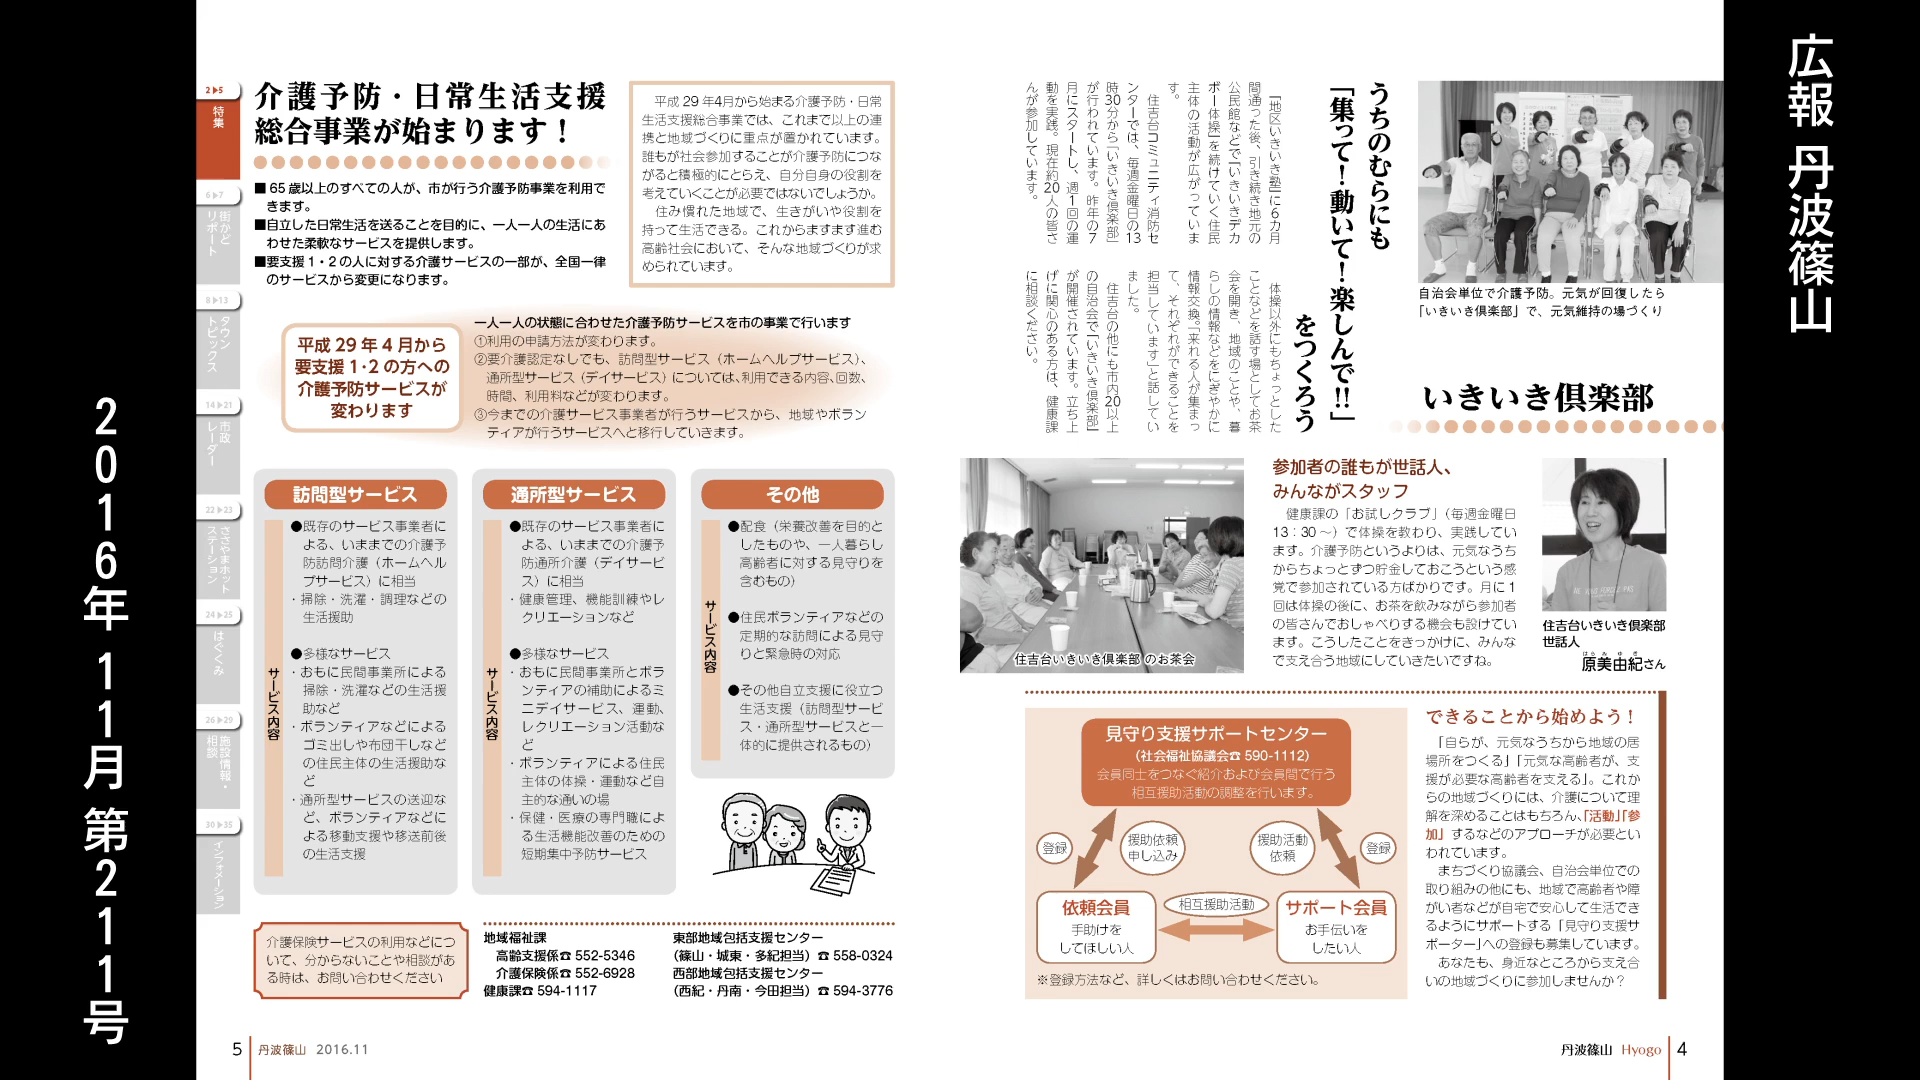 広報 丹波篠山
2016年 11月 第211号
うちのむらにも
「集って！動いて！楽しんで!!」
をつくろう
「地区いきいき塾」に6カ月
間通った後、引き続き地元の
公民館などで「いきいきデカ
ボー体操」を続けていく住民
主体の活動が広がっていま
す。
住吉台コミュニティ消防セ
ンターでは、毎週金曜日の13
時30分から「いきいき倶楽部」
が行われています。昨年の7
月にスタートし、週1回の運
動を実践。現在約20人の皆さ
んが参加しています。
体操以外にもちょっとした
ことなどを話す場としてお茶
会を開き、地域のことや、暮
らしの情報などをにぎやかに
情報交換。「来れる人が集まっ
て、それぞれができることを
担当しています」と話してい
ました。
住吉台の他にも市内20以上
の自治会で「いきいき倶楽部」
が開催されています。立ち上
げに関心のある方は、健康課
に相談ください。
自治会単位で介護予防。元気が回復したら
「いきいき倶楽部」で、元気維持の場づくり
いきいき倶楽部
住吉台いきいき倶楽部 のお茶会
参加者の誰もが世話人、
みんながスタッフ
健康課の「お試しクラブ」（毎週金曜日
13：30～）で体操を教わり、実践してい
ます。介護予防というよりは、元気なうち
からちょっとずつ貯金しておこうという感
覚で参加されている方ばかりです。月に1
回は体操の後に、お茶を飲みながら参加者
の皆さんでおしゃべりする機会も設けてい
ます。こうしたことをきっかけに、みんな
で支え合う地域にしていきたいですね。
住吉台いきいき倶楽部
世話人
原美由紀さん
見守り支援サポートセンター
（社会福祉協議会☎ 590-1112）
会員同士をつなぐ紹介および会員間で行う
相互援助活動の調整を行います。
登録
援助依頼
申し込み
援助活動
依頼
登録
依頼会員
手助けを
してほしい人
相互援助活動
サポート会員
お手伝いを
したい人
※登録方法など、詳しくはお問い合わせください。
できることから始めよう！
「自らが、元気なうちから地域の居
場所をつくる」「元気な高齢者が、支
援が必要な高齢者を支える」。これか
らの地域づくりには、介護について理
解を深めることはもちろん、「活動」「参
加」するなどのアプローチが必要とい
われています。
まちづくり協議会、自治会単位での
取り組みの他にも、地域で高齢者や障
がい者などが自宅で安心して生活でき
るようにサポートする「見守り支援サ
ポーター」への登録も募集しています。
あなたも、身近なところから支え合
いの地域づくりに参加しませんか？
丹波篠山 Hyogo 4
2▶5
特集
6▶7
街かど
リポート
8▶13
タウン
トピックス
14▶21
市政
レーダー
22▶23
ささやまホット
ステーション
24▶25
はぐくみ
26▶29
施設情報・
相談
30▶35
インフォメーション
介護予防・日常生活支援
総合事業が始まります！
■65歳以上のすべての人が、市が行う介護予防事業を利用で
きます。
■自立した日常生活を送ることを目的に、一人一人の生活にあ
わせた柔軟なサービスを提供します。
■要支援1・2の人に対する介護サービスの一部が、全国一律
のサービスから変更になります。
平成29年4月から始まる介護予防・日常
生活支援総合事業では、これまで以上の連
携と地域づくりに重点が置かれています。
誰もが社会参加することが介護予防につな
がると積極的にとらえ、自分自身の役割を
考えていくことが必要ではないでしょうか。
住み慣れた地域で、生きがいや役割を
持って生活できる。これからますます進む
高齢社会において、そんな地域づくりが求
められています。
平成29年4月から
要支援1・2の方への
介護予防サービスが
変わります
一人一人の状態に合わせた介護予防サービスを市の事業で行います
①利用の申請方法が変わります。
②要介護認定なしでも、訪問型サービス（ホームヘルプサービス）、
通所型サービス（デイサービス）については、利用できる内容、回数、
時間、利用料などが変わります。
③今までの介護サービス事業者が行うサービスから、地域やボラン
ティアが行うサービスへと移行していきます。
訪問型サービス
サービス内容
●既存のサービス事業者に
よる、いままでの介護予
防訪問介護（ホームヘル
プサービス）に相当
・掃除・洗濯・調理などの
生活援助
●多様なサービス
・おもに民間事業所による
掃除・洗濯などの生活援
助など
・ボランティアなどによる
ゴミ出しや布団干しなど
の住民主体の生活援助な
ど
・通所型サービスの送迎な
ど、ボランティアなどに
よる移動支援や移送前後
の生活支援
通所型サービス
サービス内容
●既存のサービス事業者に
よる、いままでの介護予
防通所介護（デイサービ
ス）に相当
・健康管理、機能訓練やレ
クリエーションなど
●多様なサービス
・おもに民間事業所とボラ
ンティアの補助によるミ
ニデイサービス、運動、
レクリエーション活動な
ど
・ボランティアによる住民
主体の体操・運動など自
主的な通いの場
・保健・医療の専門職によ
る生活機能改善のための
短期集中予防サービス
その他
サービス内容
●配食（栄養改善を目的と
したものや、一人暮らし
高齢者に対する見守りを
含むもの）
●住民ボランティアなどの
定期的な訪問による見守
りと緊急時の対応
●その他自立支援に役立つ
生活支援（訪問型サービ
ス・通所型サービスと一
体的に提供されるもの）
介護保険サービスの利用などにつ
いて、分からないことや相談があ
る時は、お問い合わせください
地域福祉課
高齢支援係☎ 552-5346
介護保険係☎ 552-6928
健康課☎ 594-1117
東部地域包括支援センター
（篠山・城東・多紀担当）☎ 558-0324
西部地域包括支援センター
（西紀・丹南・今田担当）☎ 594-3776
5 丹波篠山 2016.11